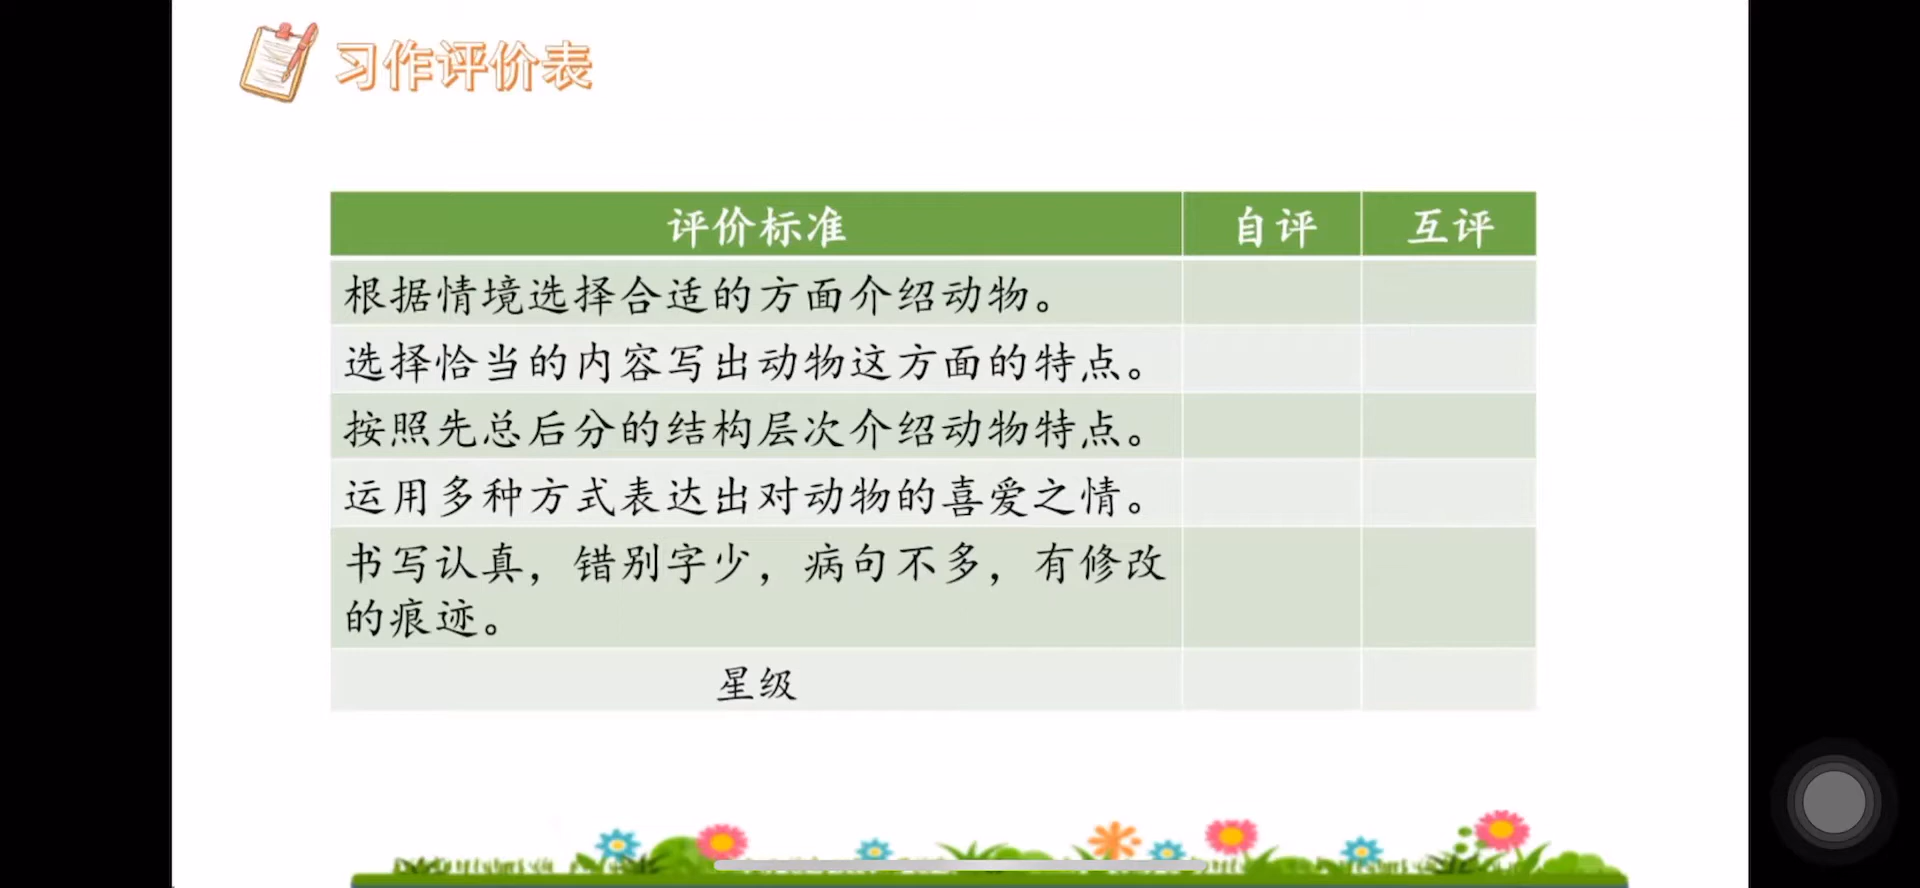 习作评价表
评价标准 自评 互评
根据情境选择合适的方面介绍动物。
选择恰当的内容写出动物这方面的特点。
按照先总后分的结构层次介绍动物特点。
运用多种方式表达出对动物的喜爱之情。
书写认真，错别字少，病句不多，有修改
的痕迹。
星级